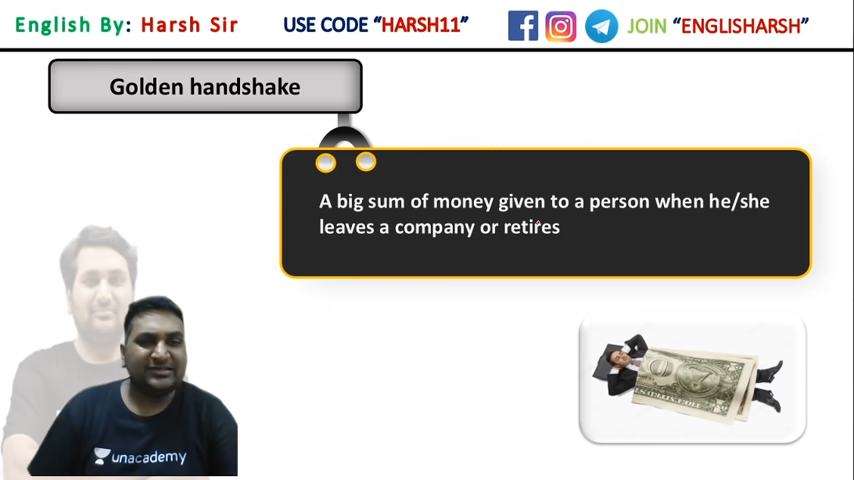 English By: Harsh Sir
USE CODE “HARSH11”
JOIN “ENGLISHARSH”
Golden handshake
A big sum of money given to a person when he/she
leaves a company or retires
unacademy